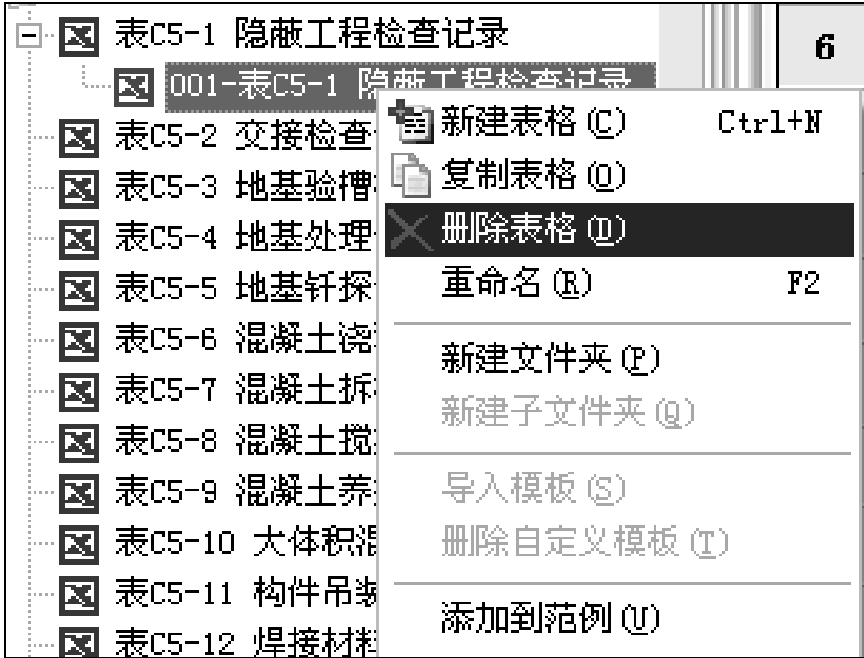 表C5-1 隐蔽工程检查记录
6
001-表C5-1 隐蔽工程检查记录
表C5-2 交接检查
表C5-3 地基验槽
表C5-4 地基处理
表C5-5 地基钎探
表C5-6 混凝土浇
表C5-7 混凝土拆
表C5-8 混凝土搅
表C5-9 混凝土养
表C5-10 大体积混
表C5-11 构件吊装
表C5-12 焊接材料
新建表格(C) Ctrl+N
复制表格(O)
删除表格(D)
重命名(R) F2
新建文件夹(P)
新建子文件夹(Q)
导入模板(S)
删除自定义模板(T)
添加到范例(U)